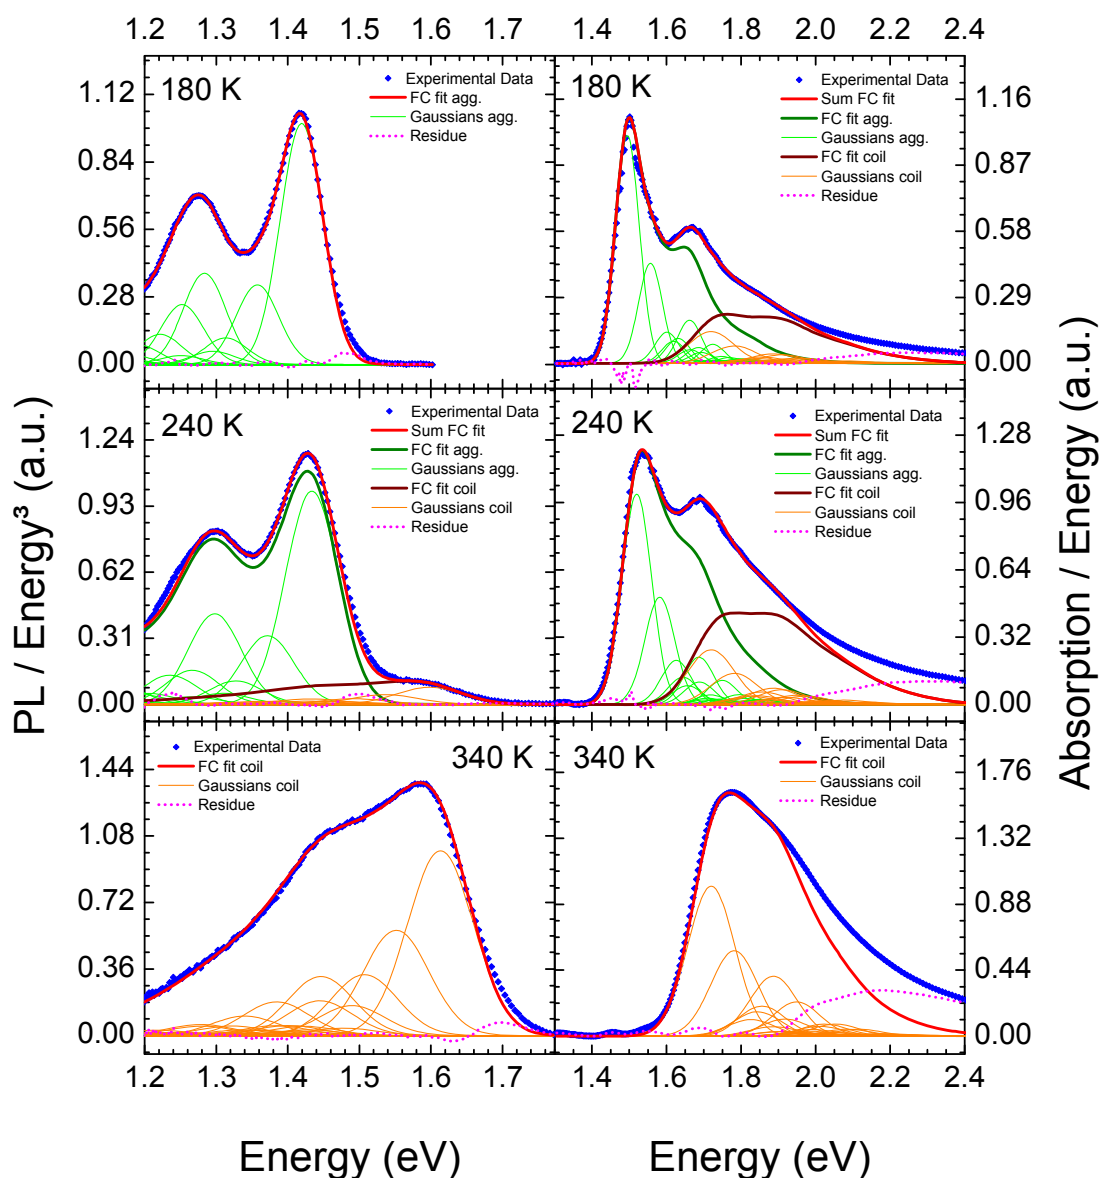 1.2 1.3 1.4 1.5 1.6 1.4 1.6 1.8 2.0 2.2 2.4
180 K
Experimental Data
FC fit agg.
Gaussians agg.
Residue
1.12
0.84
0.56
0.28
0.00
180 K
Experimental Data
Sum FC fit
FC fit agg.
Gaussians agg.
FC fit coil
Gaussians coil
Residue
1.16
0.87
0.58
0.29
0.00
240 K
Experimental Data
Sum FC fit
FC fit agg.
Gaussians agg.
FC fit coil
Gaussians coil
Residue
1.24
0.93
0.62
0.31
0.00
240 K
Experimental Data
Sum FC fit
FC fit agg.
Gaussians agg.
FC fit coil
Gaussians coil
Residue
1.28
0.96
0.64
0.32
0.00
340 K
Experimental Data
FC fit coil
Gaussians coil
Residue
1.44
1.08
0.72
0.36
0.00
340 K
Experimental Data
FC fit coil
Gaussians coil
Residue
1.76
1.32
0.88
0.44
0.00
PL / Energy³ (a.u.)
Absorption / Energy (a.u.)
1.2 1.3 1.4 1.5 1.6 1.7 1.4 1.6 1.8 2.0 2.2 2.4
Energy (eV) Energy (eV)